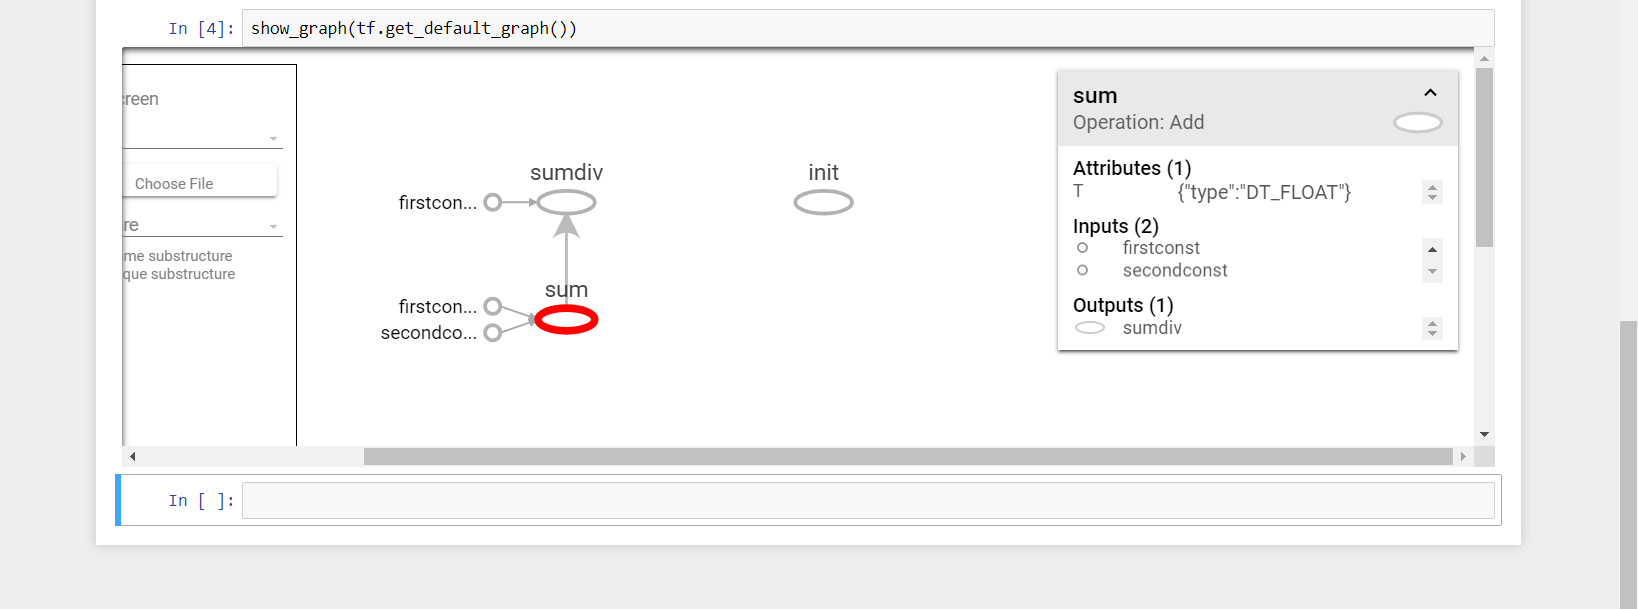 In [4]: show_graph(tf.get_default_graph())
creen
Choose File
re
me substructure
que substructure
sumdiv
firstcon...
init
sum
firstcon...
secondco...
sum
Operation: Add
Attributes (1)
T {"type":"DT_FLOAT"}
Inputs (2)
firstconst
secondconst
Outputs (1)
sumdiv
In [ ]: